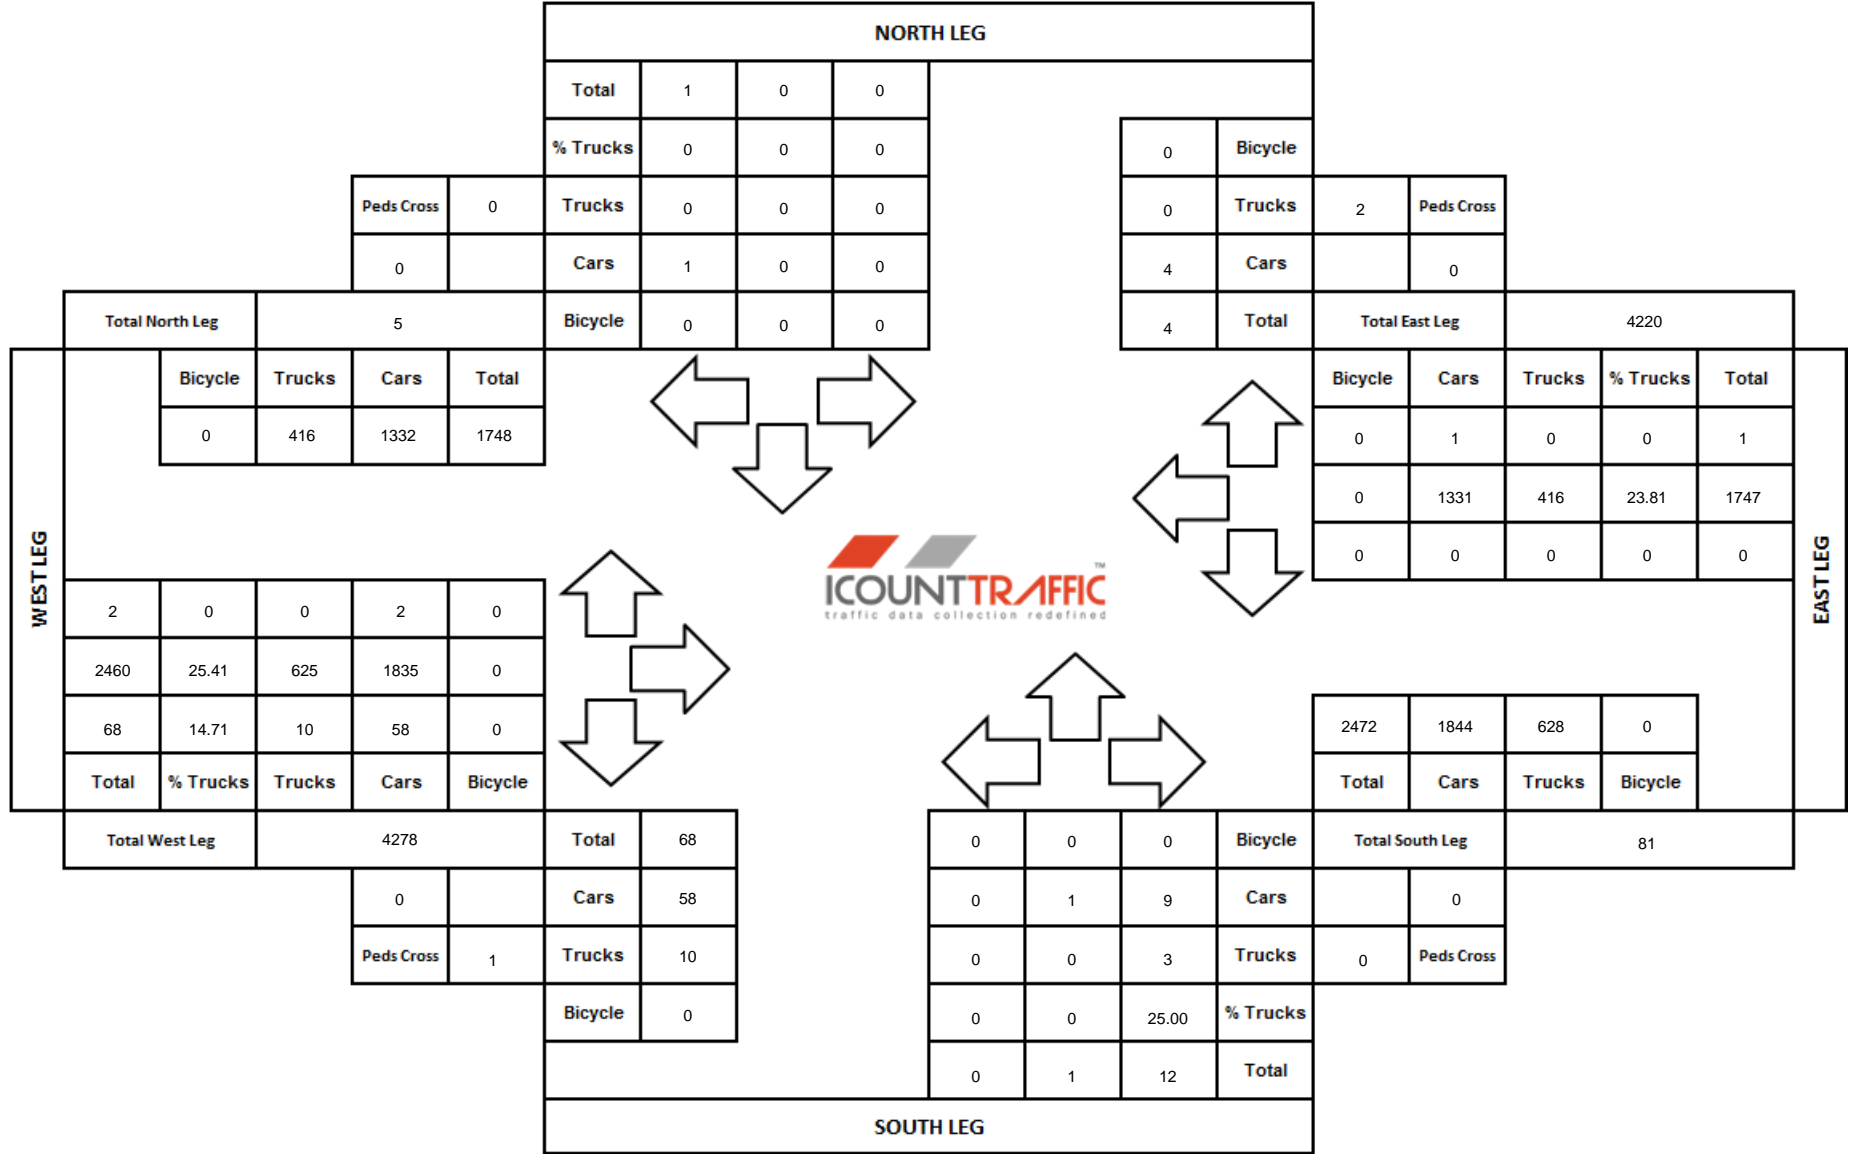 NORTH LEG
Total 1 0 0
% Trucks 0 0 0
0 Bicycle
Peds Cross 0 Trucks 0 0 0
0 Trucks 2 Peds Cross
0 Cars 1 0 0
4 Cars 0
Total North Leg 5 Bicycle 0 0 0
4 Total Total East Leg 4220
Bicycle Trucks Cars Total
0 416 1332 1748
Bicycle Cars Trucks % Trucks Total
0 1 0 0 1
0 1331 416 23.81 1747
0 0 0 0 0
WEST LEG
EAST LEG
ICOUNTTRAFFIC™
traffic data collection redefined
2 0 0 2 0
2460 25.41 625 1835 0
68 14.71 10 58 0
Total % Trucks Trucks Cars Bicycle
2472 1844 628 0
Total Cars Trucks Bicycle
Total West Leg 4278 Total 68
0 Cars 58
Peds Cross 1 Trucks 10
Bicycle 0
0 0 0 Bicycle Total South Leg 81
0 1 9 Cars 0
0 0 3 Trucks 0 Peds Cross
0 0 25.00 % Trucks
0 1 12 Total
SOUTH LEG